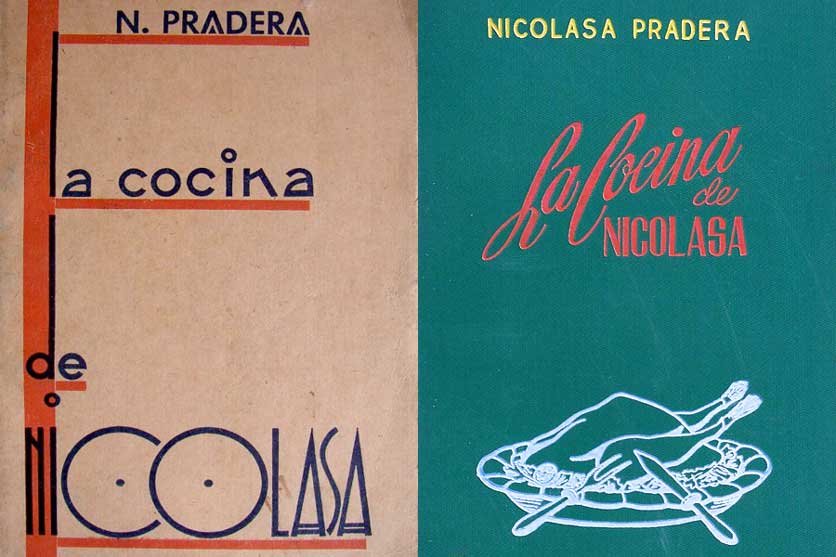 N. PRADERA
La cocina
de
NICOLASA
NICOLASA PRADERA
La Cocina
de
NICOLASA